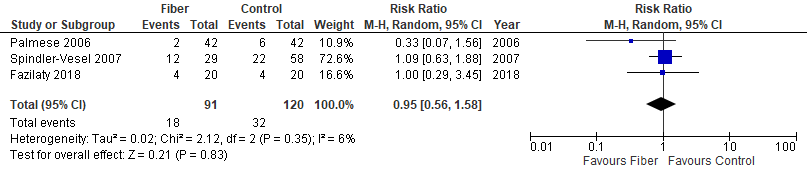 Fiber Control Risk Ratio Risk Ratio
Study or Subgroup Events Total Events Total Weight M-H, Random, 95% CI Year M-H, Random, 95% CI
Palmese 2006 2 42 6 42 10.9% 0.33 [0.07, 1.56] 2006
Spindler-Vesel 2007 12 29 22 58 72.6% 1.09 [0.63, 1.88] 2007
Fazilaty 2018 4 20 4 20 16.6% 1.00 [0.29, 3.45] 2018
Total (95% CI) 91 120 100.0% 0.95 [0.56, 1.58]
Total events 18 32
Heterogeneity: Tau² = 0.02; Chi² = 2.12, df = 2 (P = 0.35); I² = 6%
Test for overall effect: Z = 0.21 (P = 0.83)
0.01 0.1 1 10 100
Favours Fiber Favours Control